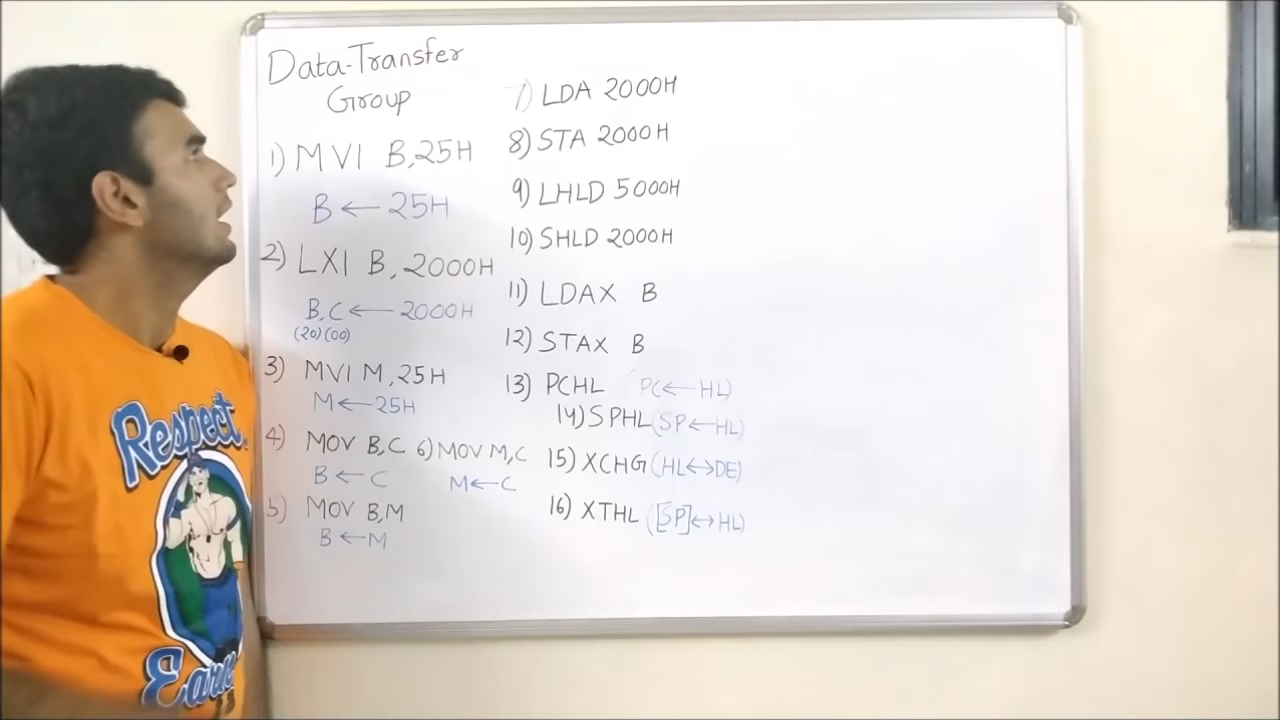 Data-Transfer
Group
1) MVI B,25H
B ← 25H
2) LXI B, 2000H
B,C ← 2000H
(20)(00)
3) MVI M,25H
M ← 25H
4) MOV B,C 6) MOV M,C
B ← C M ← C
5) MOV B,M
B ← M
7) LDA 2000H
8) STA 2000H
9) LHLD 5000H
10) SHLD 2000H
11) LDAX B
12) STAX B
13) PCHL (PC ← HL)
14) SPHL (SP ← HL)
15) XCHG (HL ↔ DE)
16) XTHL ([SP] ↔ HL)
Respect